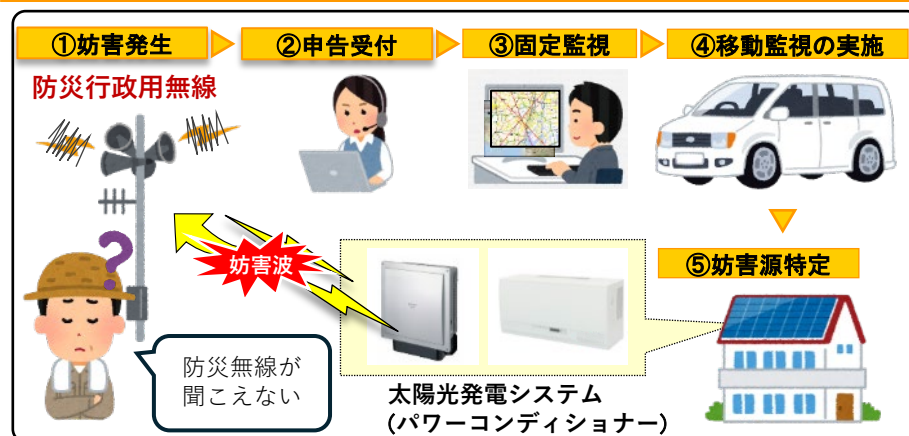 ①妨害発生
②申告受付
③固定監視
④移動監視の実施
防災行政用無線
⑤妨害源特定
妨害波
?
防災無線が
聞こえない
太陽光発電システム
(パワーコンディショナー)